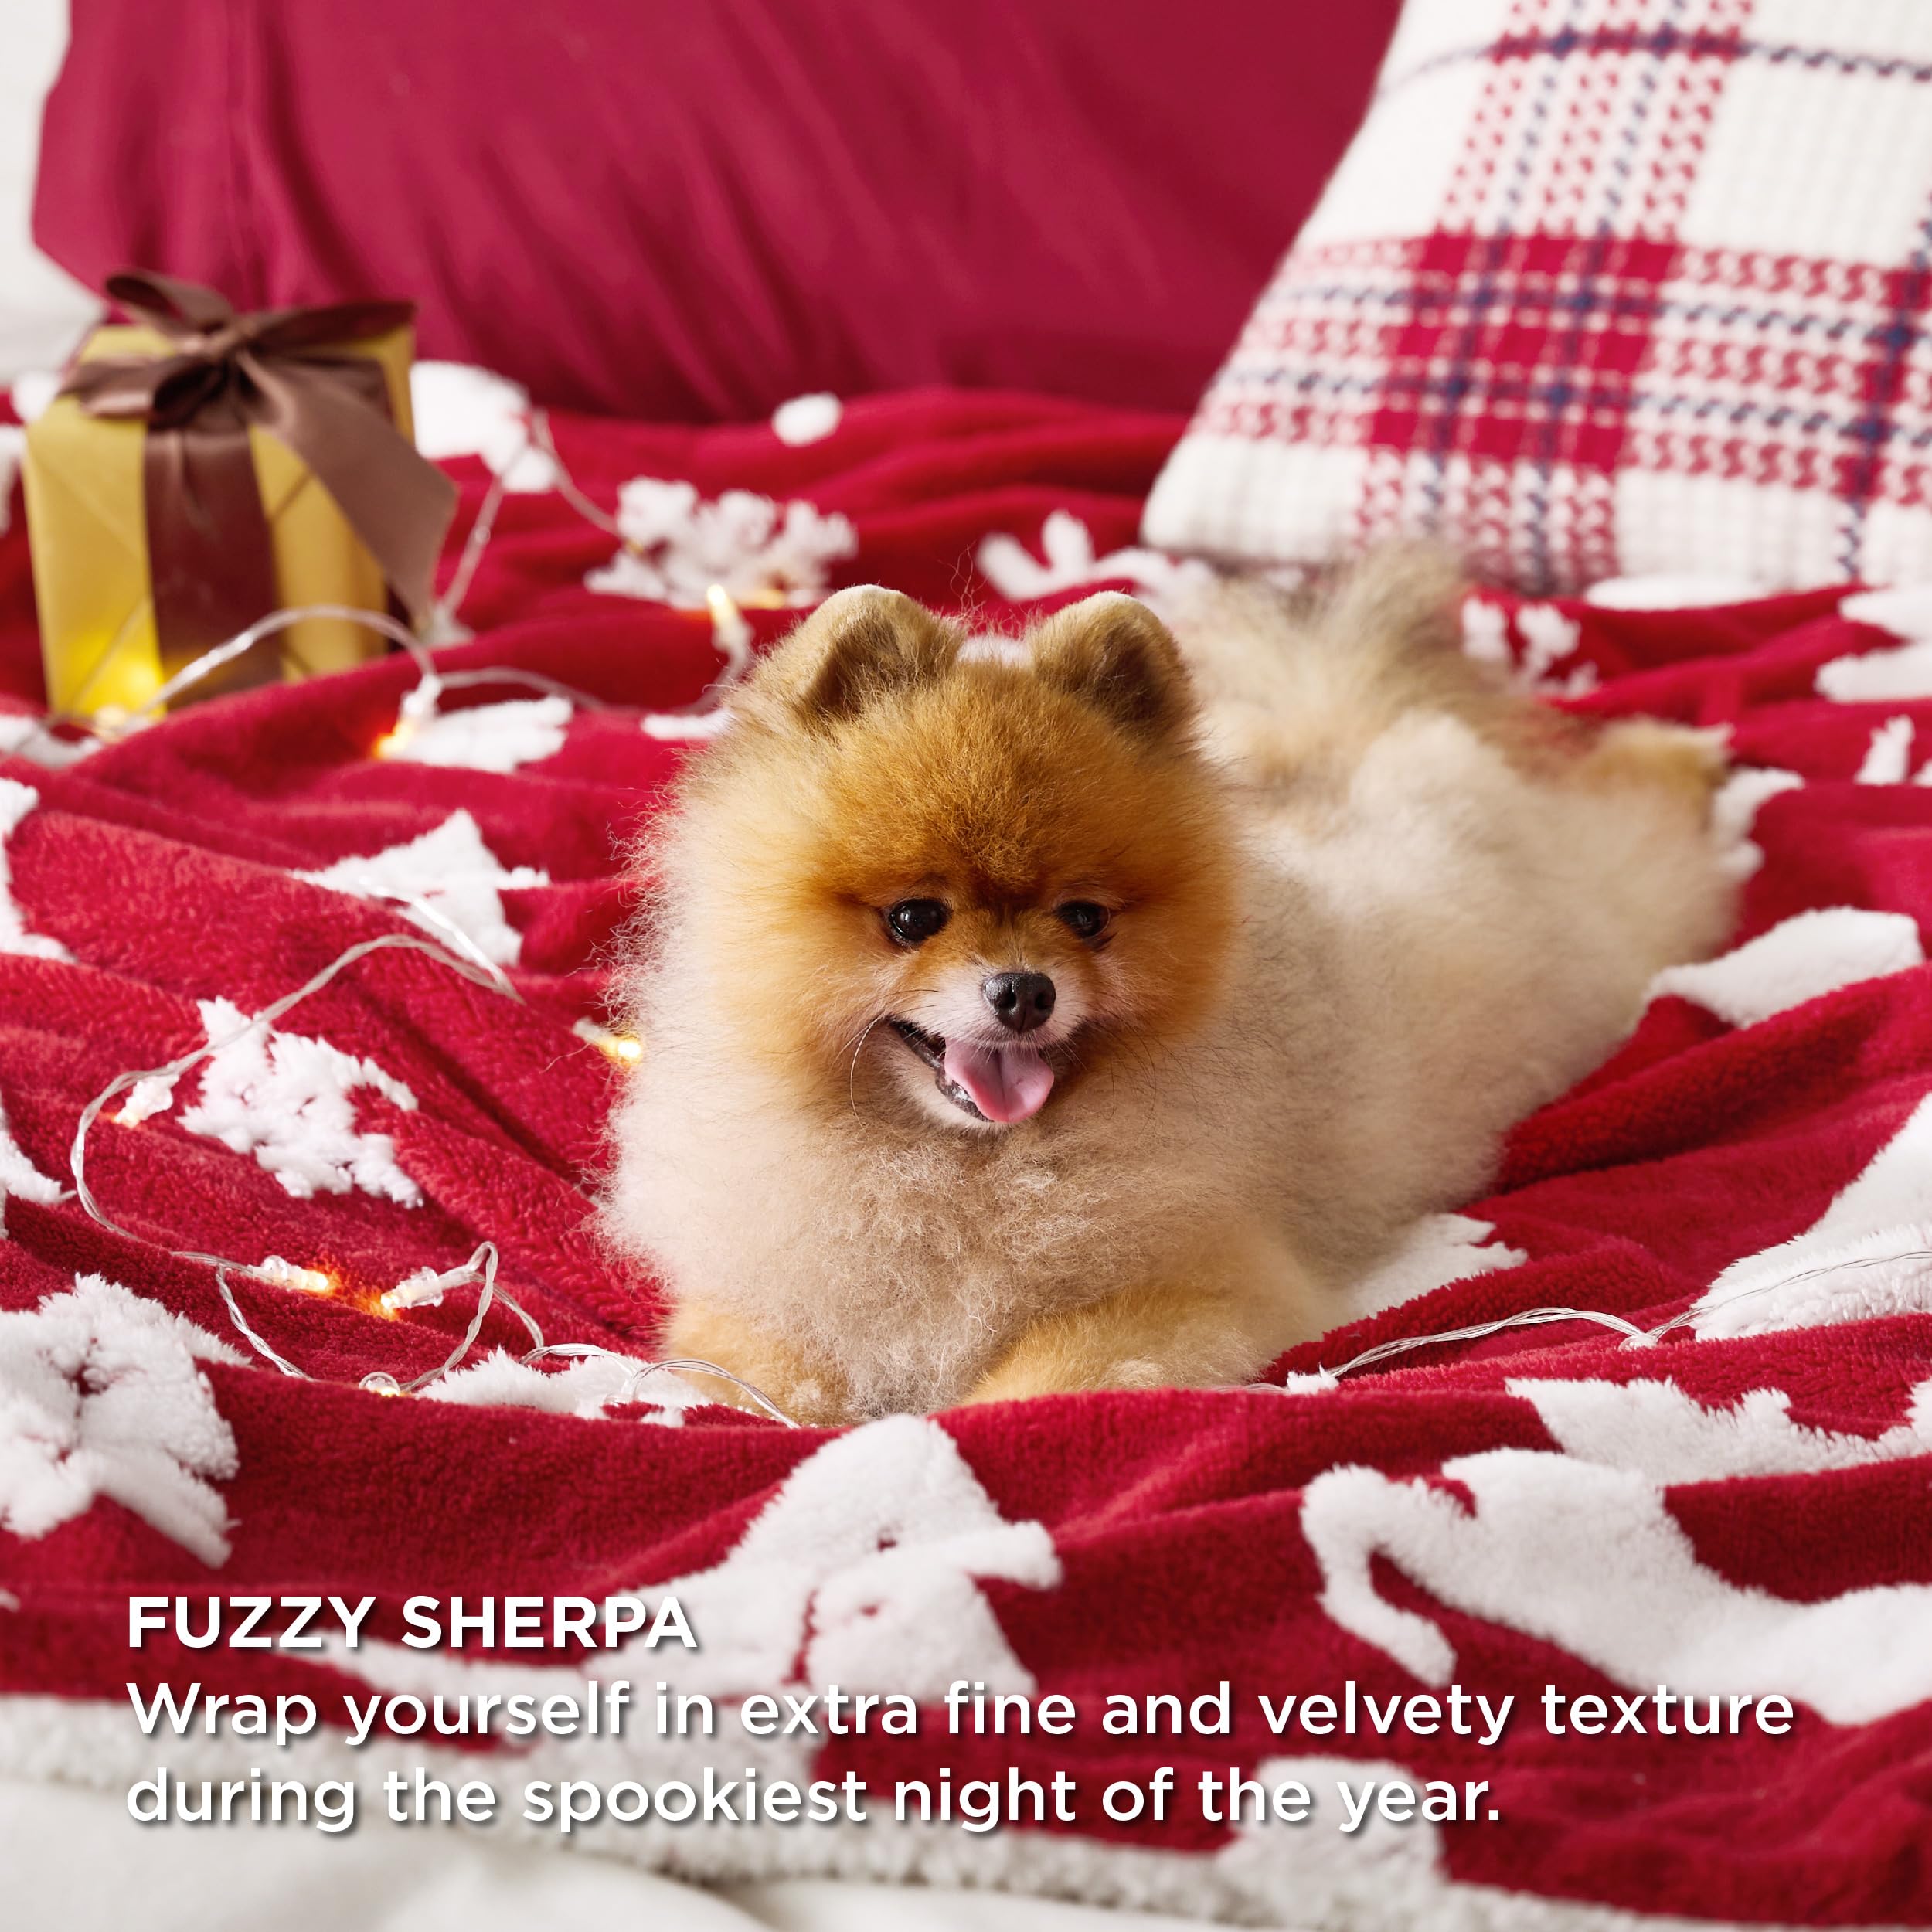 FUZZY SHERPA
Wrap yourself in extra fine and velvety texture
during the spookiest night of the year.